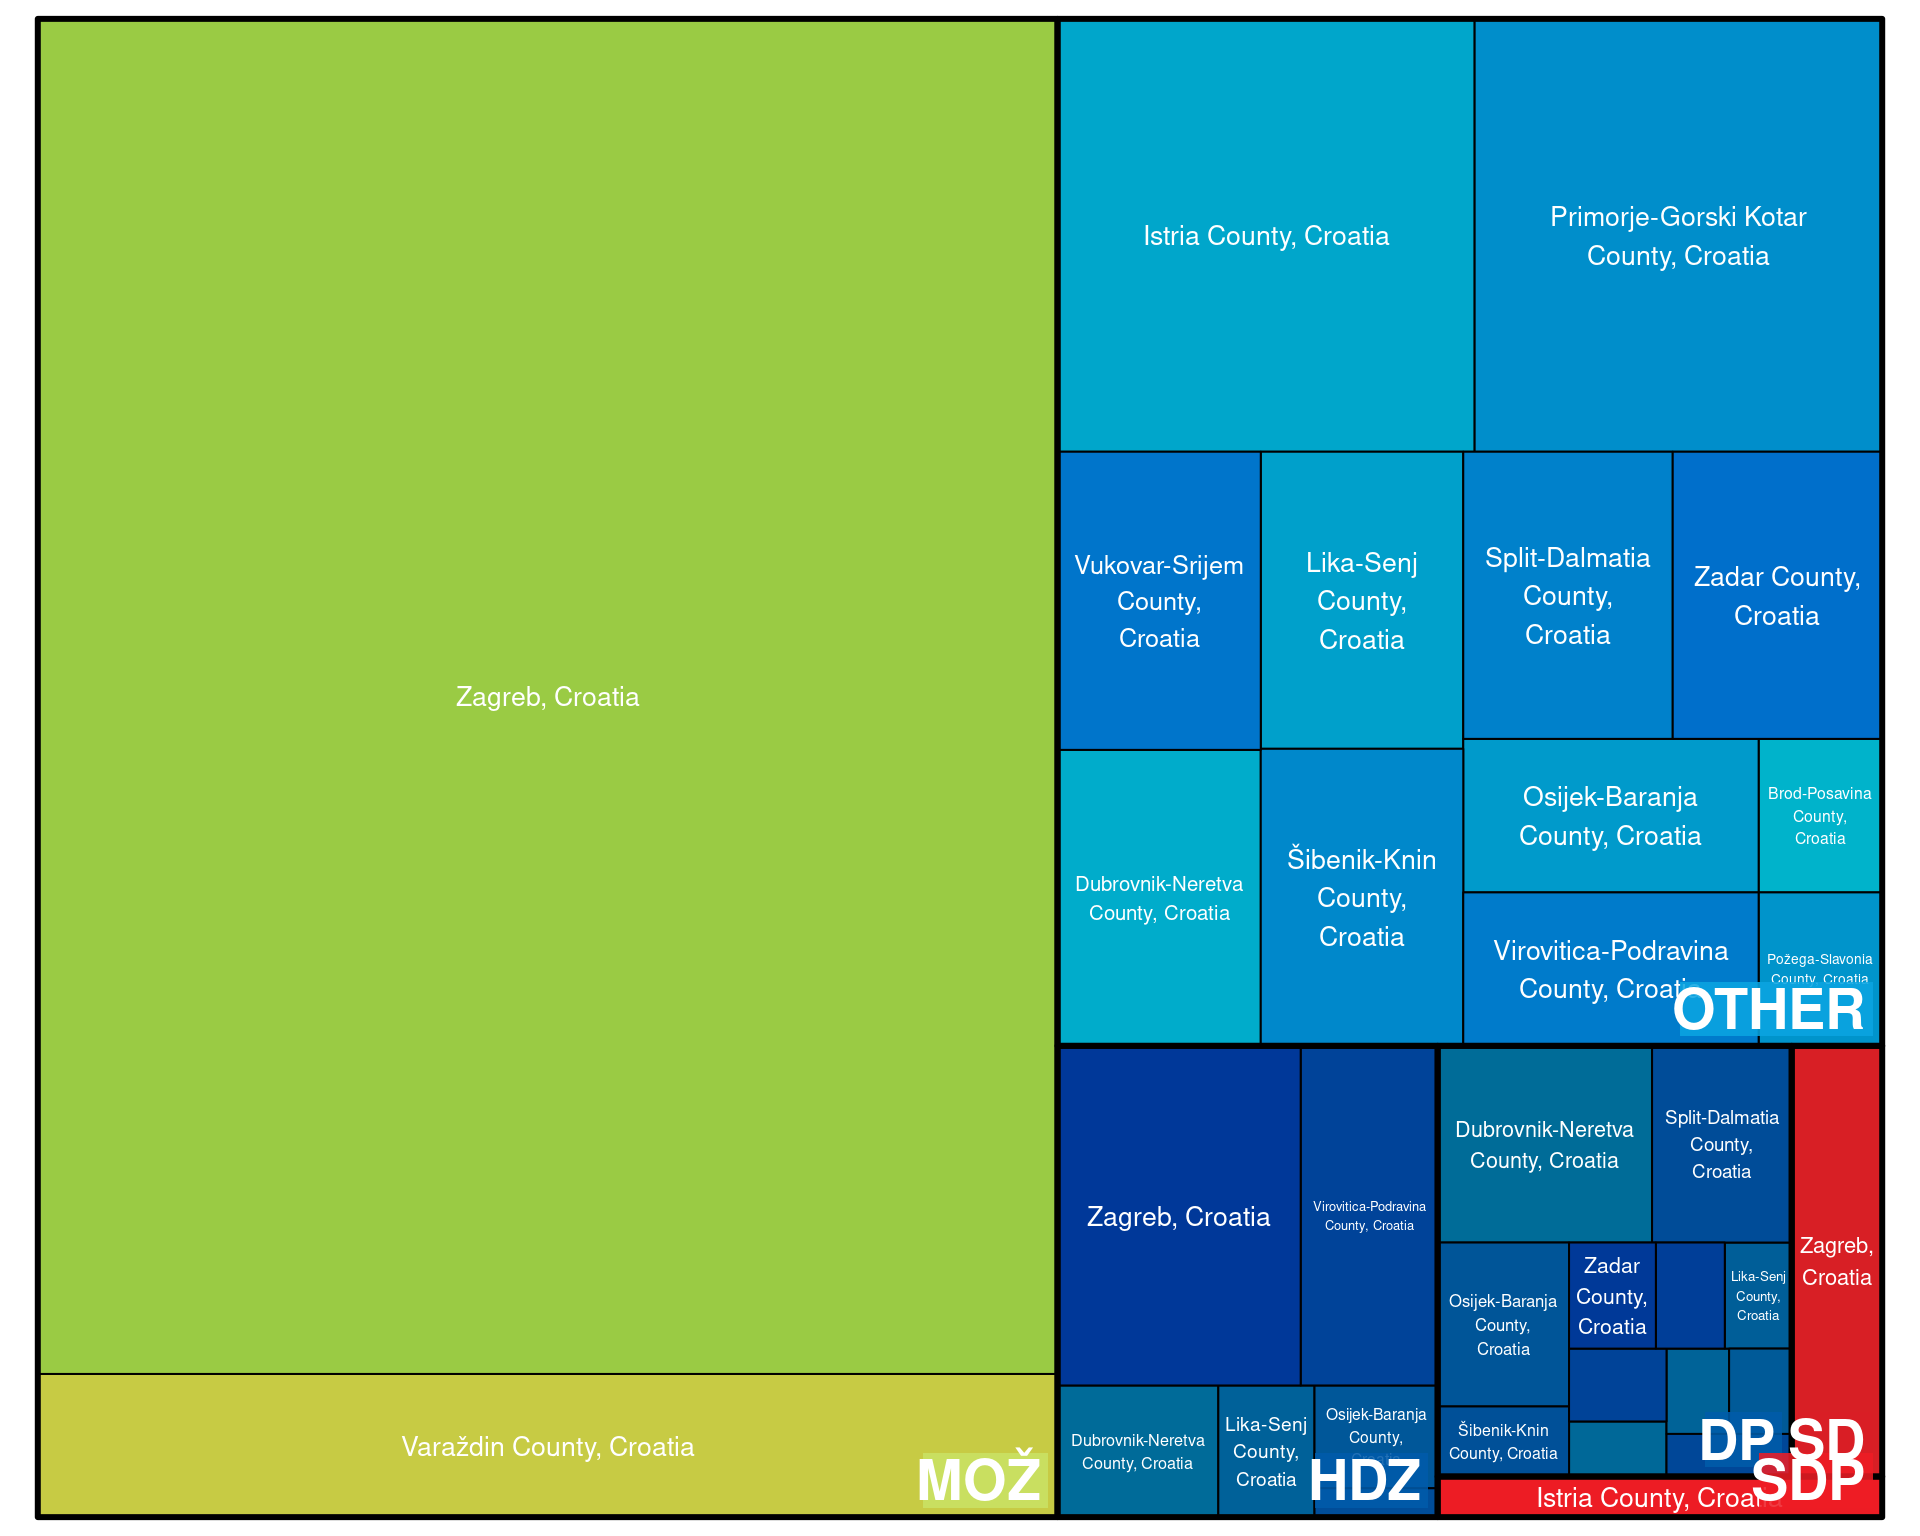 Zagreb, Croatia
Varaždin County, Croatia
MOŽ
Istria County, Croatia
Primorje-Gorski Kotar
County, Croatia
Vukovar-Srijem
County,
Croatia
Lika-Senj
County,
Croatia
Split-Dalmatia
County,
Croatia
Zadar County,
Croatia
Dubrovnik-Neretva
County, Croatia
Šibenik-Knin
County,
Croatia
Osijek-Baranja
County, Croatia
Brod-Posavina
County,
Croatia
Virovitica-Podravina
County, Croatia
Požega-Slavonia
County, Croatia
OTHER
Zagreb, Croatia
Virovitica-Podravina
County, Croatia
Dubrovnik-Neretva
County, Croatia
Lika-Senj
County,
Croatia
Osijek-Baranja
County,
HDZ
Dubrovnik-Neretva
County, Croatia
Split-Dalmatia
County,
Croatia
Osijek-Baranja
County,
Croatia
Zadar
County,
Croatia
Lika-Senj
County,
Croatia
Šibenik-Knin
County, Croatia
DP
Zagreb,
Croatia
SD
Istria County, Croatia
SDP